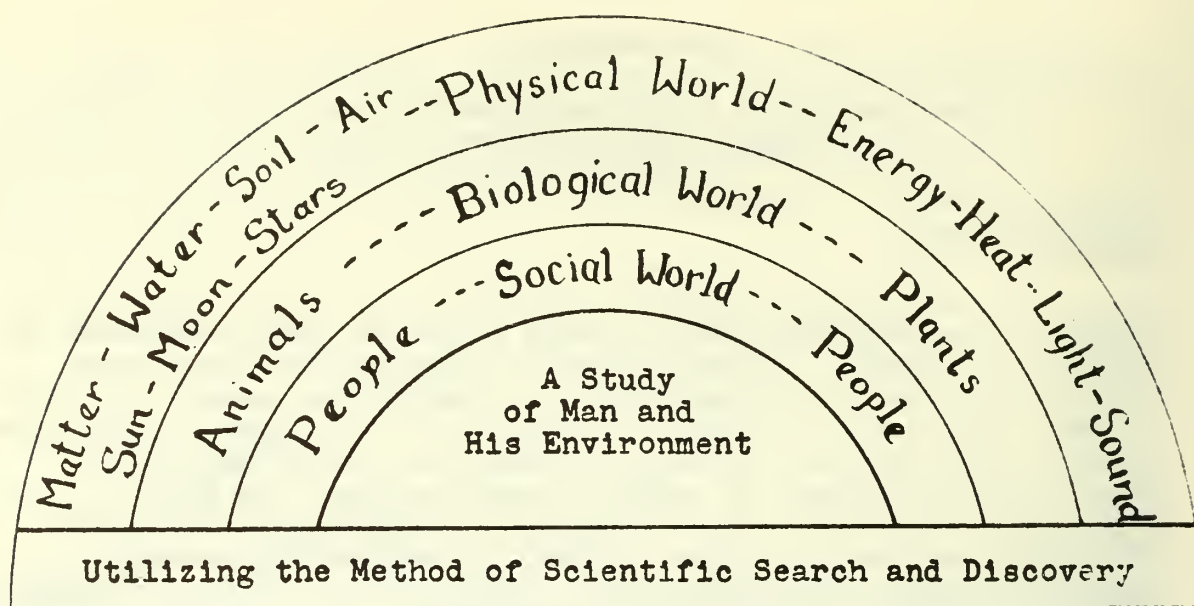 Matter - Water - Soil - Air -- Physical World -- Energy - Heat - Light - Sound
Sun - Moon - Stars
Animals ---- Biological World ---- Plants
People --- Social World --- People
A Study
of Man and
His Environment
Utilizing the Method of Scientific Search and Discovery